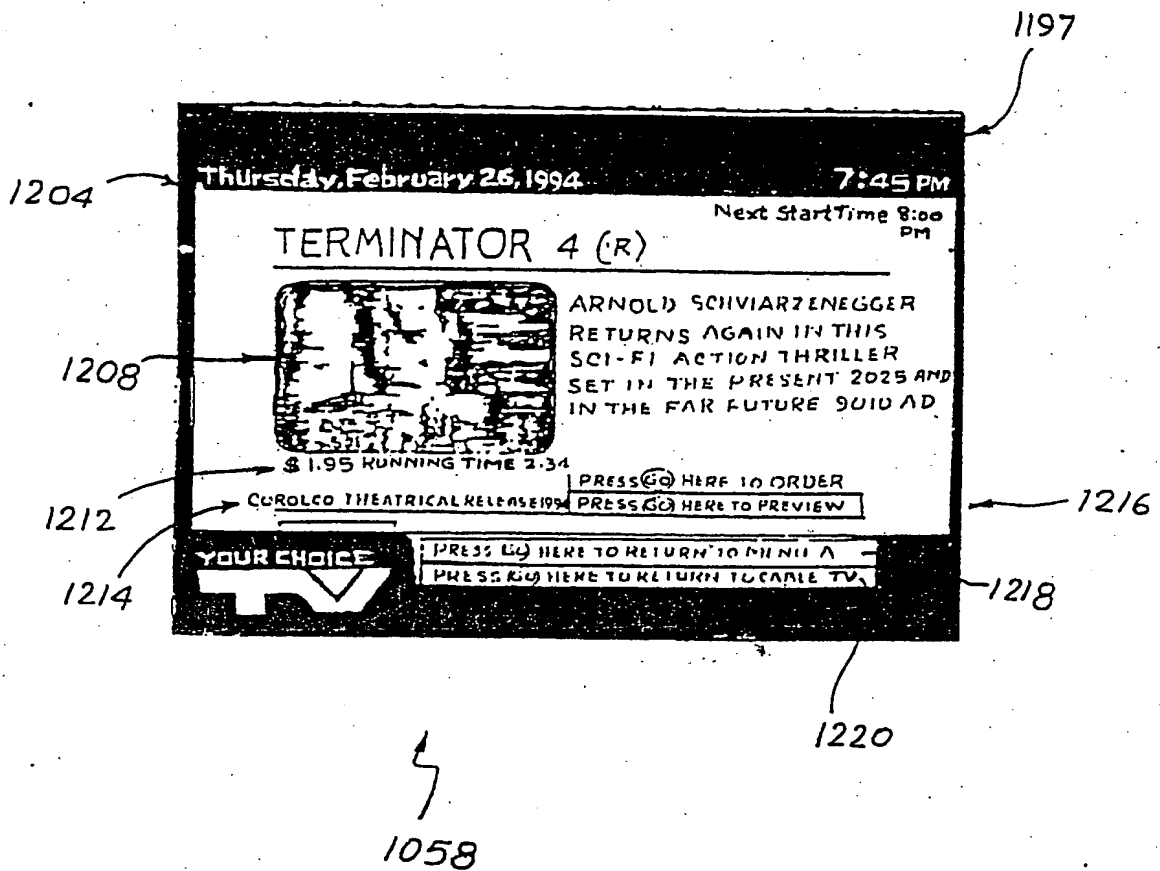 1197
1204
Thursday, February 26, 1994 7:45 PM
Next Start Time 8:00
PM
TERMINATOR 4 (R)
1208
ARNOLD SCHWARZENEGGER
RETURNS AGAIN IN THIS
SCI-FI ACTION THRILLER
SET IN THE PRESENT 2025 AND
IN THE FAR FUTURE 9010 AD
$1.95 RUNNING TIME 2:34
1212
PRESS GO HERE TO ORDER
COROLCO THEATRICAL RELEASE 1994
PRESS GO HERE TO PREVIEW
1216
1214
YOUR CHOICE
TV
PRESS GO HERE TO RETURN TO MENU A
PRESS GO HERE TO RETURN TO CABLE TV
1218
1220
1058